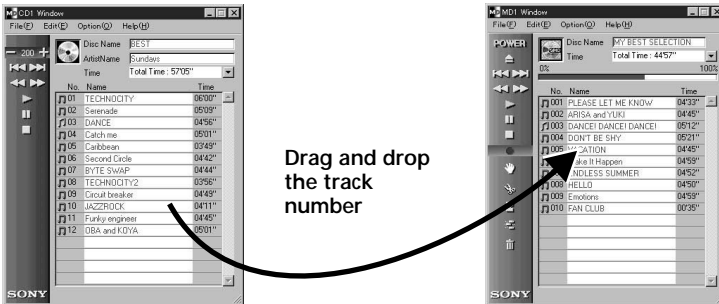 CD1 Window
File(F) Edit(E) Option(O) Help(H)
200
Disc Name BEST
ArtistName Sundays
Time Total Time : 57'05"
No. Name Time
01 TECHNOCITY 06'00"
02 Serenade 05'09"
03 DANCE 04'56"
04 Catch me 05'01"
05 Caribbean 03'49"
06 Second Circle 04'42"
07 BYTE SWAP 04'44"
08 TECHNOCITY2 03'56"
09 Circuit breaker 04'39"
10 JAZZROCK 04'11"
11 Funky engineer 04'45"
12 OBA and KOYA 05'01"
SONY
Drag and drop
the track
number
MD1 Window
File(F) Edit(E) Option(O) Help(H)
POWER
Disc Name MY BEST SELECTION
Time Total Time : 44'57"
0% 100%
No. Name Time
001 PLEASE LET ME KNOW 04'33"
002 ARISA and YUKI 04'45"
003 DANCE! DANCE! DANCE! 05'12"
004 DON'T BE SHY 05'21"
005 04'45"
006 It Happen 04'59"
007 SUMMER 04'52"
008 HELLO 04'50"
009 Emotions 04'59"
010 FAN CLUB 00'35"
SONY